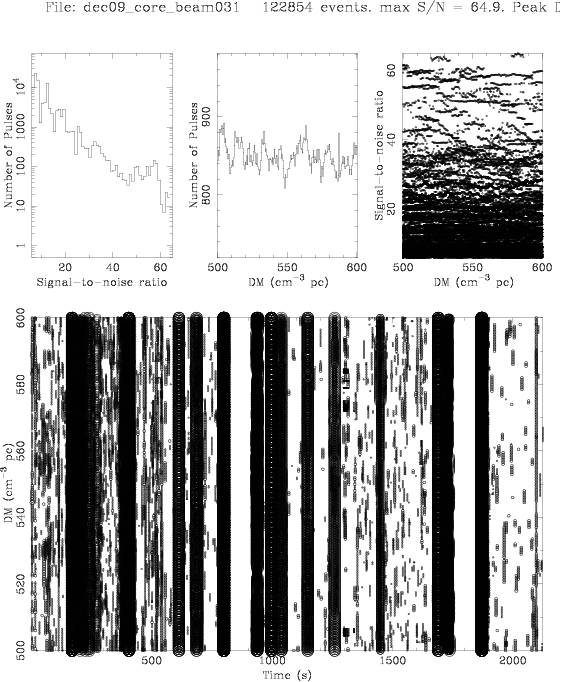 File: dec09_core_beam031 122854 events. max S/N = 64.9. Peak D
Number of Pulses
10⁴
1000
100
10
1
20 40 60
Signal-to-noise ratio
Number of Pulses
900
800
500 550 600
DM (cm⁻³ pc)
Signal-to-noise ratio
60
40
20
500 550 600
DM (cm⁻³ pc)
DM (cm⁻³ pc)
600
580
560
540
520
500
500 1000 1500 2000
Time (s)